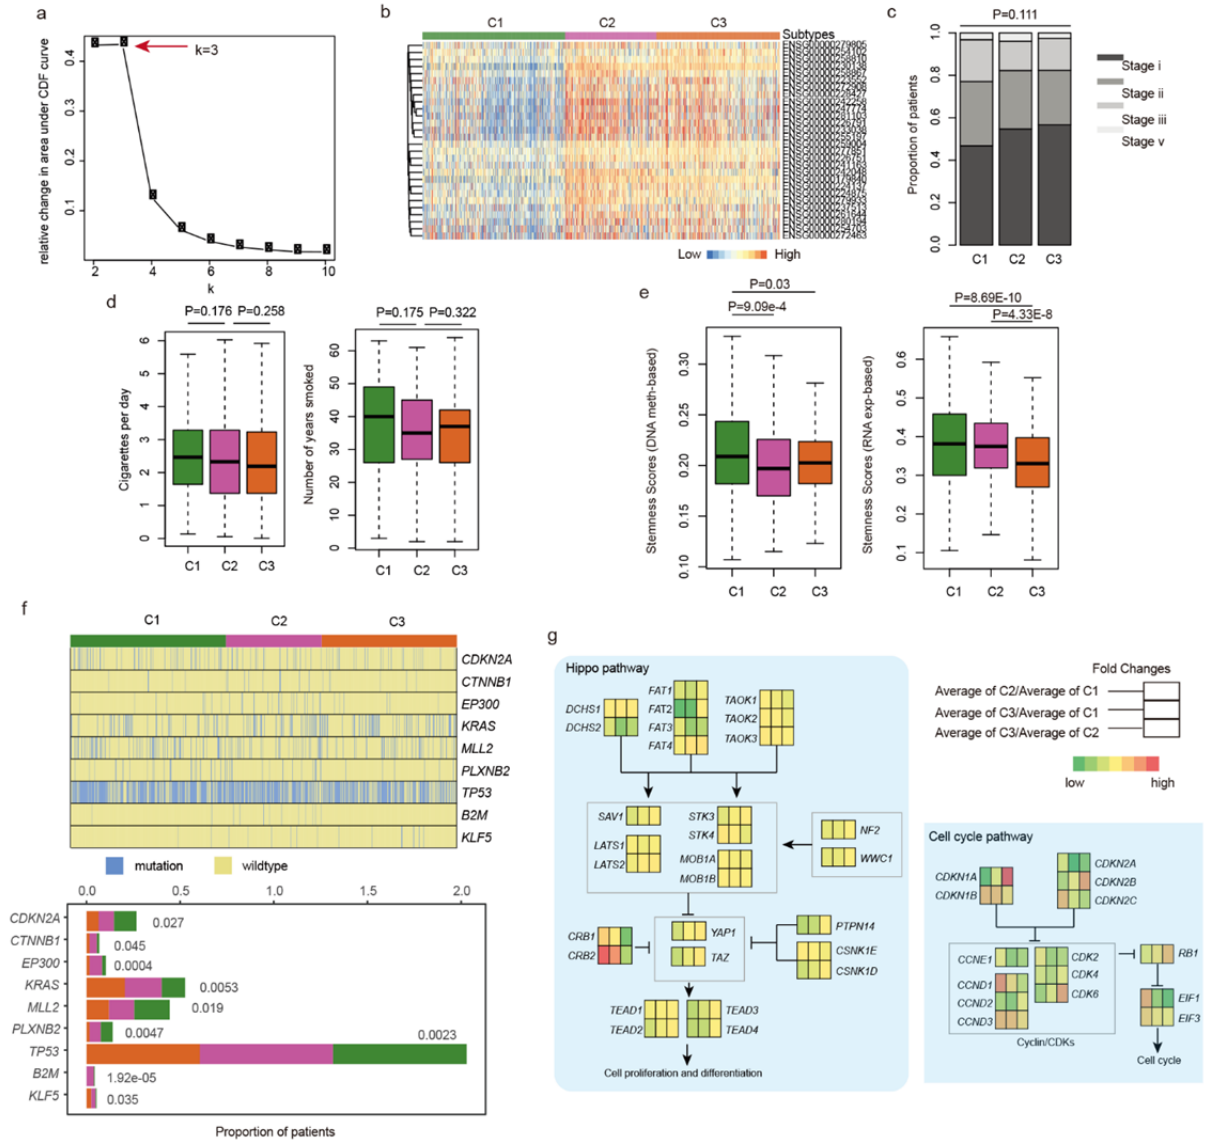 a
relative change in area under CDF curve
0.4
0.3
0.2
0.1
k=3
2
4
6
8
10
k
b
C1
C2
C3
Subtypes
ENSG00000259004
ENSG00000254703
ENSG00000272463
Low
High
c
P=0.111
Proportion of patients
1.0
0.8
0.6
0.4
0.2
0.0
C1
C2
C3
Stage i
Stage ii
Stage iii
Stage v
d
P=0.176
P=0.258
Cigarettes per day
6
5
4
3
2
1
0
C1
C2
C3
P=0.175
P=0.322
Number of years smoked
60
50
40
30
20
10
0
C1
C2
C3
e
P=0.03
P=9.09e-4
Stemness Scores (DNA meth-based)
0.30
0.25
0.20
0.15
0.10
C1
C2
C3
P=8.69E-10
P=4.33E-8
Stemness Scores (RNA exp-based)
0.6
0.5
0.4
0.3
0.2
0.1
C1
C2
C3
f
C1
C2
C3
CDKN2A
CTNNB1
EP300
KRAS
MLL2
PLXNB2
TP53
B2M
KLF5
mutation
wildtype
0.0
0.5
1.0
1.5
2.0
CDKN2A
0.027
CTNNB1
0.045
EP300
0.0004
KRAS
0.0053
MLL2
0.019
PLXNB2
0.0047
TP53
0.0023
B2M
1.92e-05
KLF5
0.035
Proportion of patients
g
Hippo pathway
DCHS1
DCHS2
FAT1
FAT2
FAT3
FAT4
TAOK1
TAOK2
TAOK3
SAV1
LATS1
LATS2
STK3
STK4
MOB1A
MOB1B
NF2
WWC1
CRB1
CRB2
YAP1
TAZ
PTPN14
CSNK1E
CSNK1D
TEAD1
TEAD2
TEAD3
TEAD4
Cell proliferation and differentiation
Fold Changes
Average of C2/Average of C1
Average of C3/Average of C1
Average of C3/Average of C2
low
high
Cell cycle pathway
CDKN1A
CDKN1B
CDKN2A
CDKN2B
CDKN2C
CCNE1
CCND1
CCND2
CCND3
CDK2
CDK4
CDK6
Cyclin/CDKs
RB1
EIF1
EIF3
Cell cycle